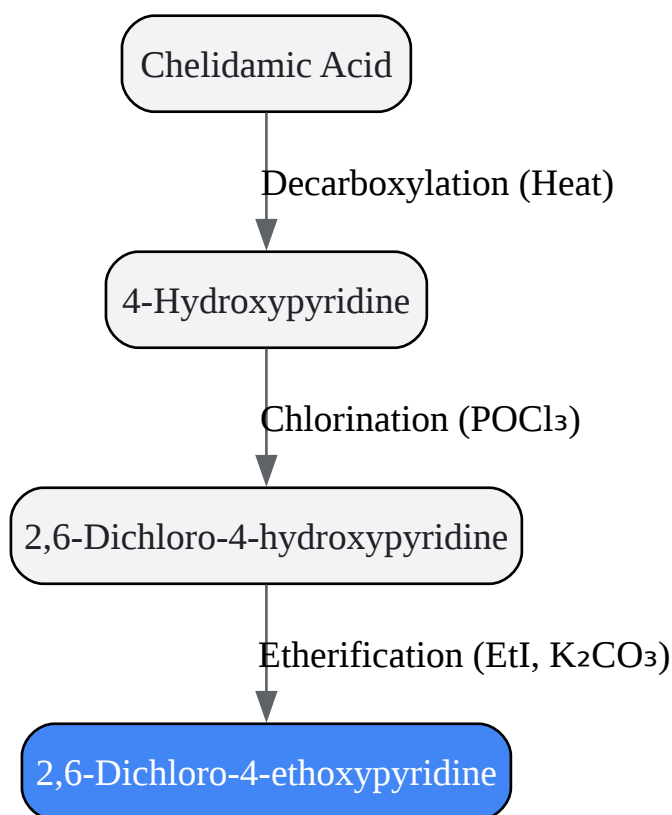 Chelidamic Acid
Decarboxylation (Heat)
4-Hydroxypyridine
Chlorination (POCl₃)
2,6-Dichloro-4-hydroxypyridine
Etherification (EtI, K₂CO₃)
2,6-Dichloro-4-ethoxypyridine